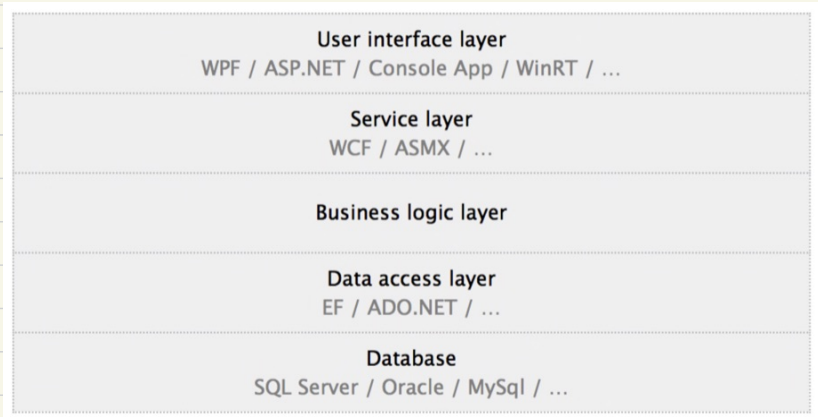 User interface layer
WPF / ASP.NET / Console App / WinRT / ...
Service layer
WCF / ASMX / ...
Business logic layer
Data access layer
EF / ADO.NET / ...
Database
SQL Server / Oracle / MySql / ...